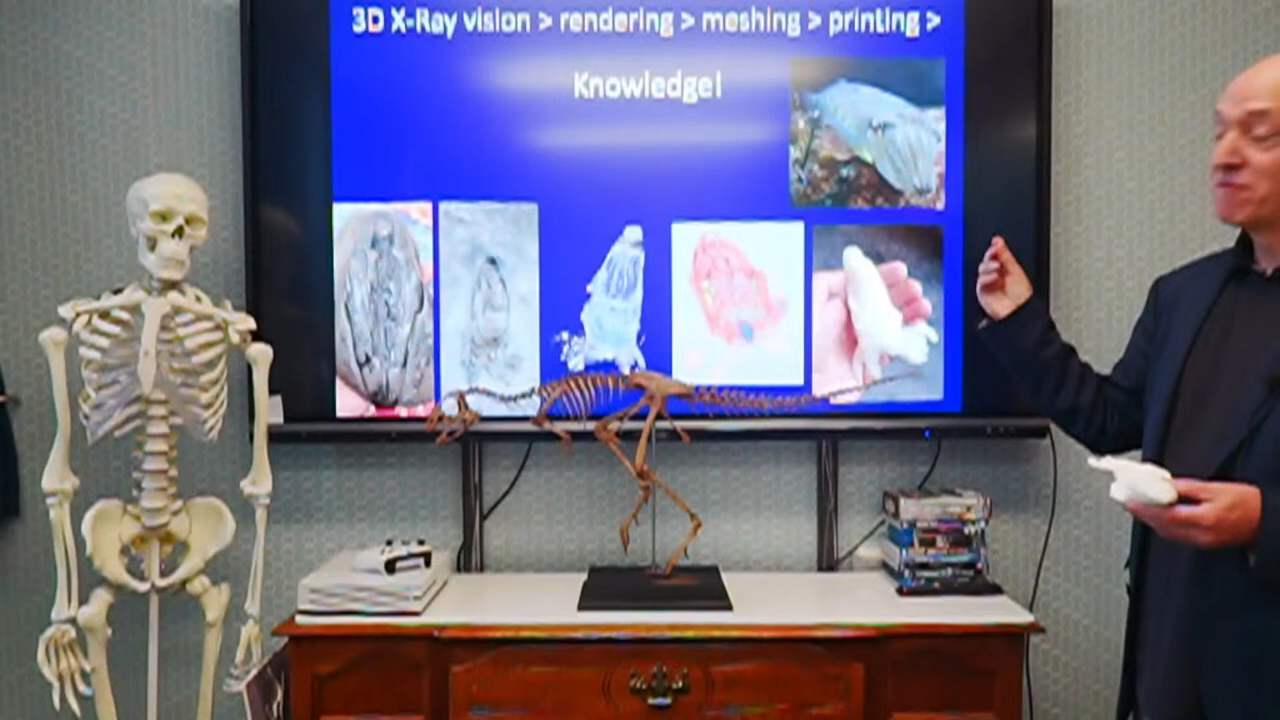 3D X-Ray vision > rendering > meshing > printing >
Knowledge!